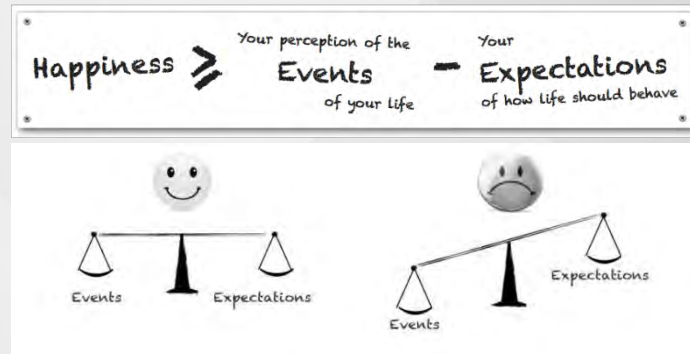 Happiness ≥ Your perception of the Events of your life - Your Expectations of how life should behave
Events Expectations
Events Expectations